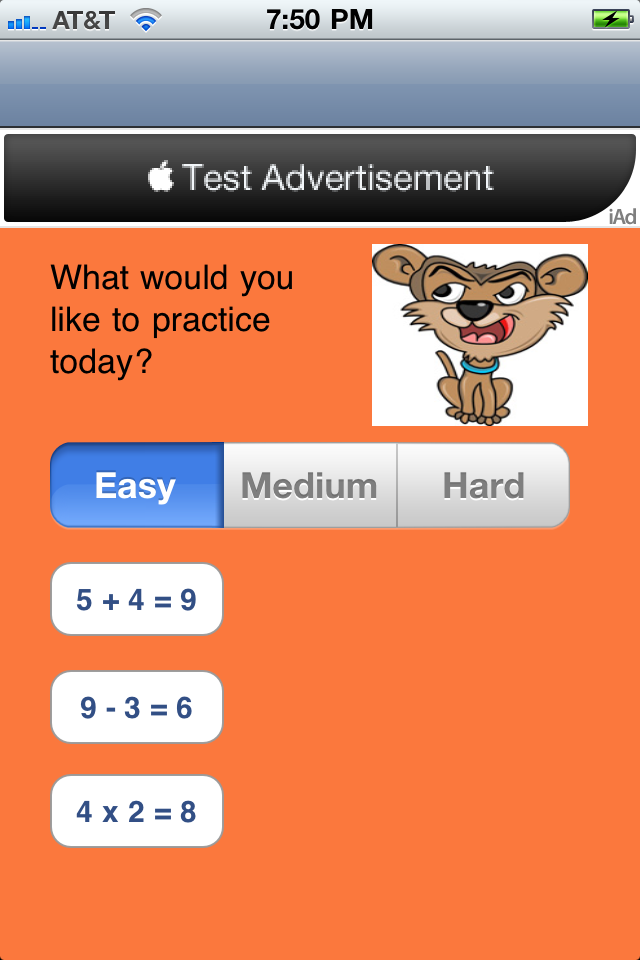 AT&T 7:50 PM
Test Advertisement
iAd
What would you
like to practice
today?
Easy Medium Hard
5 + 4 = 9
9 - 3 = 6
4 x 2 = 8